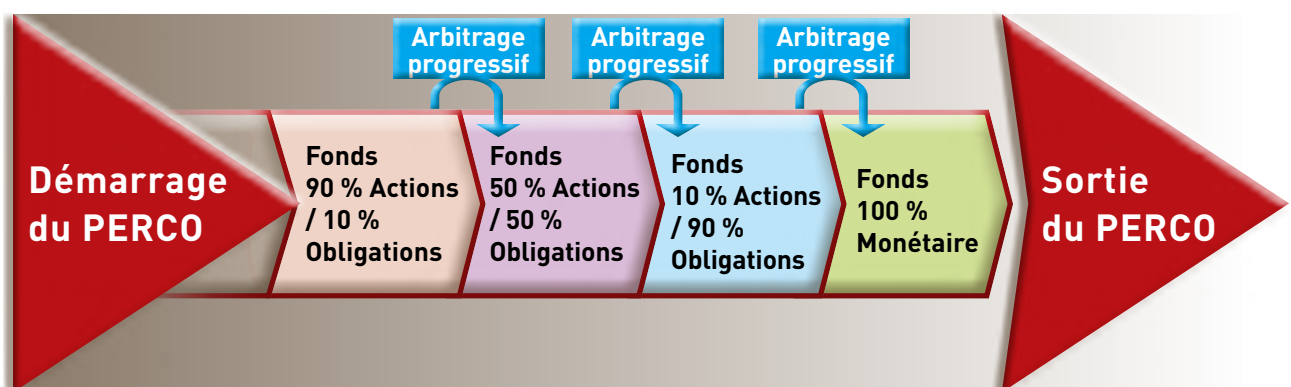 Arbitrage
progressif
Arbitrage
progressif
Arbitrage
progressif
Démarrage
du PERCO
Fonds
90 % Actions
/ 10 %
Obligations
Fonds
50 % Actions
/ 50 %
Obligations
Fonds
10 % Actions
/ 90 %
Obligations
Fonds
100 %
Monétaire
Sortie
du PERCO